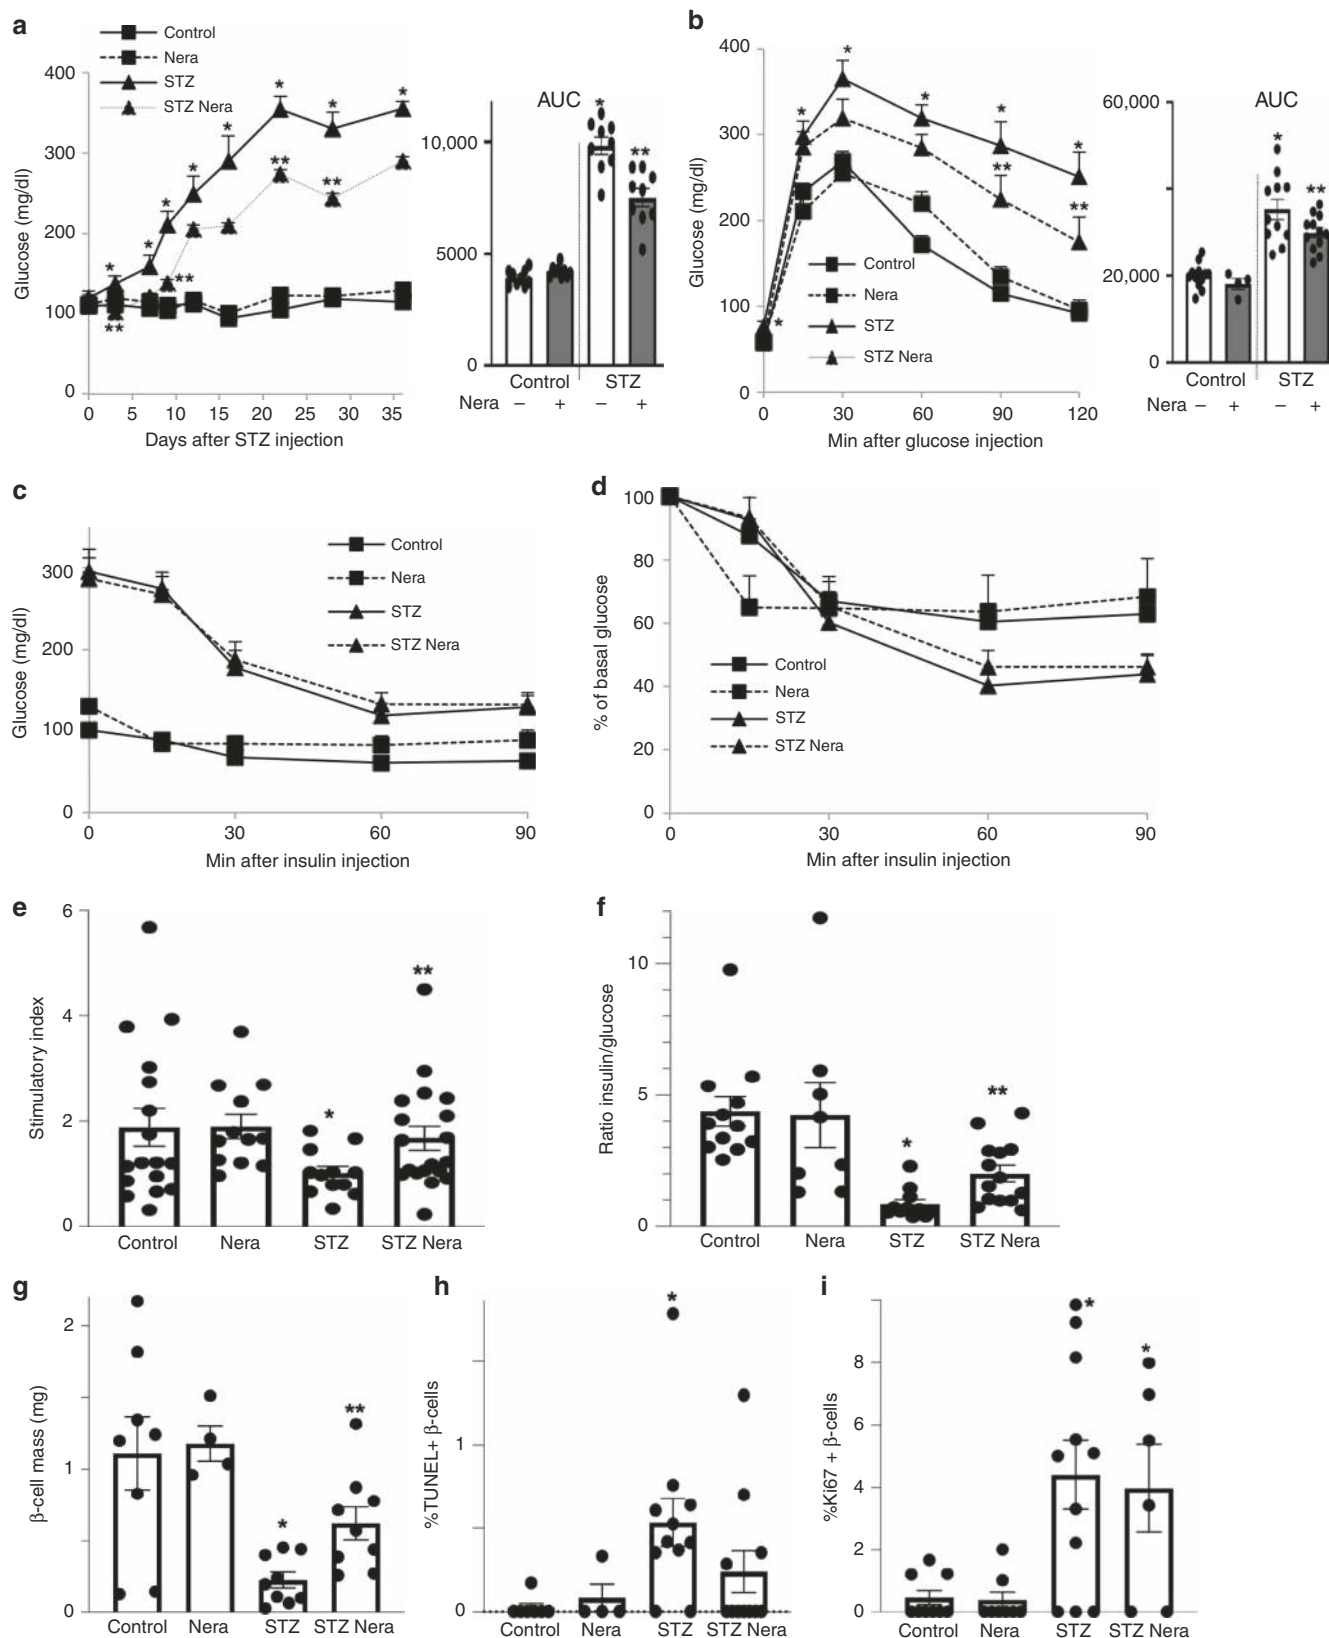 a
Control
Nera
STZ
STZ Nera
Glucose (mg/dl)
400
300
200
100
0
0 5 10 15 20 25 30 35
Days after STZ injection
* * * * * * * *
** ** ** **
AUC
10,000
5000
0
* **
Control STZ
Nera − + − +
b
Glucose (mg/dl)
400
300
200
100
0
Control
Nera
STZ
STZ Nera
0 30 60 90 120
Min after glucose injection
* * * * * *
** **
AUC
60,000
20,000
0
* **
Control STZ
Nera − + − +
c
Glucose (mg/dl)
300
200
100
0
Control
Nera
STZ
STZ Nera
0 30 60 90
Min after insulin injection
d
% of basal glucose
100
80
60
40
20
0
Control
Nera
STZ
STZ Nera
0 30 60 90
Min after insulin injection
e
Stimulatory index
6
4
2
0
* **
Control Nera STZ STZ Nera
f
Ratio insulin/glucose
10
5
0
* **
Control Nera STZ STZ Nera
g
β-cell mass (mg)
2
1
0
* **
Control Nera STZ STZ Nera
h
%TUNEL+ β-cells
1
0
*
Control Nera STZ STZ Nera
i
%Ki67 + β-cells
8
6
4
2
0
* *
Control Nera STZ STZ Nera